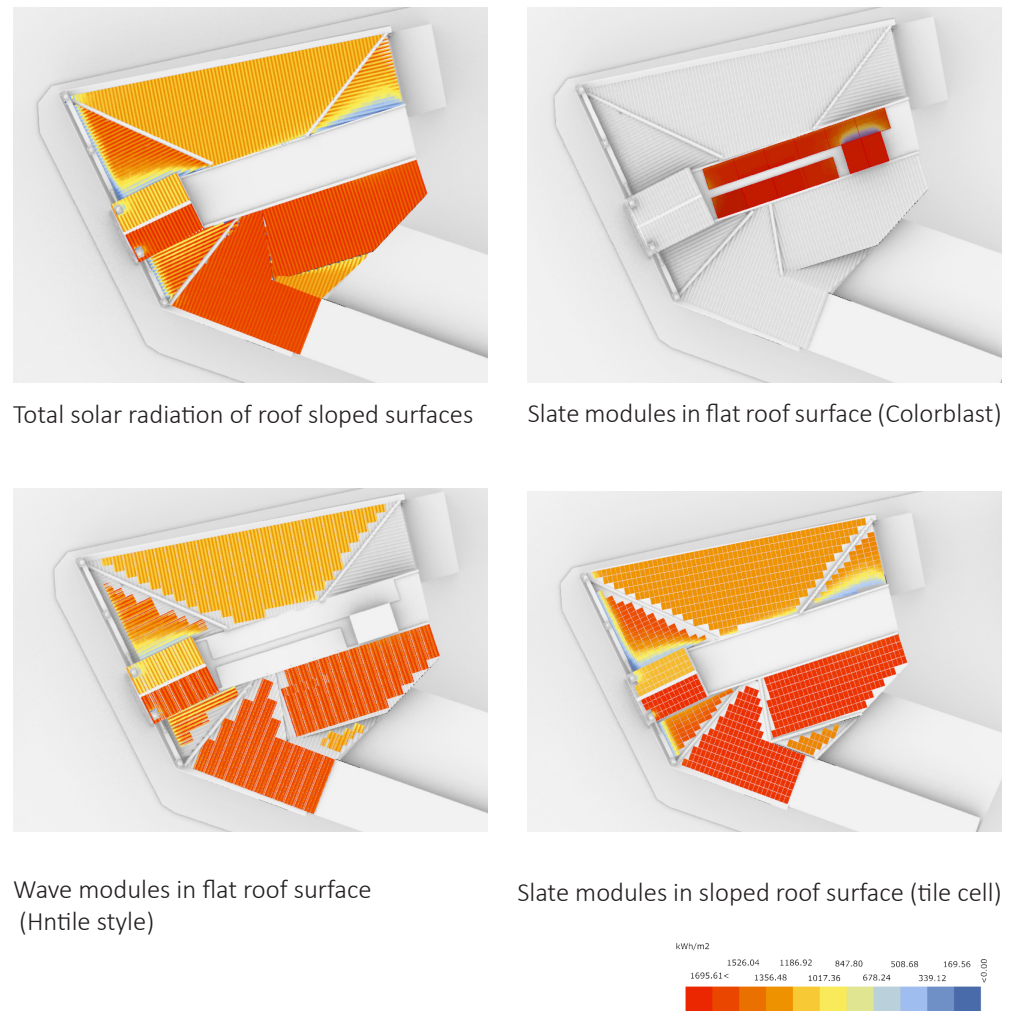 Total solar radiation of roof sloped surfaces
Slate modules in flat roof surface (Colorblast)
Wave modules in flat roof surface
(Hntile style)
Slate modules in sloped roof surface (tile cell)
kWh/m2
1526.04 1186.92 847.80 508.68 169.56
1695.61< 1356.48 1017.36 678.24 339.12 <0.00